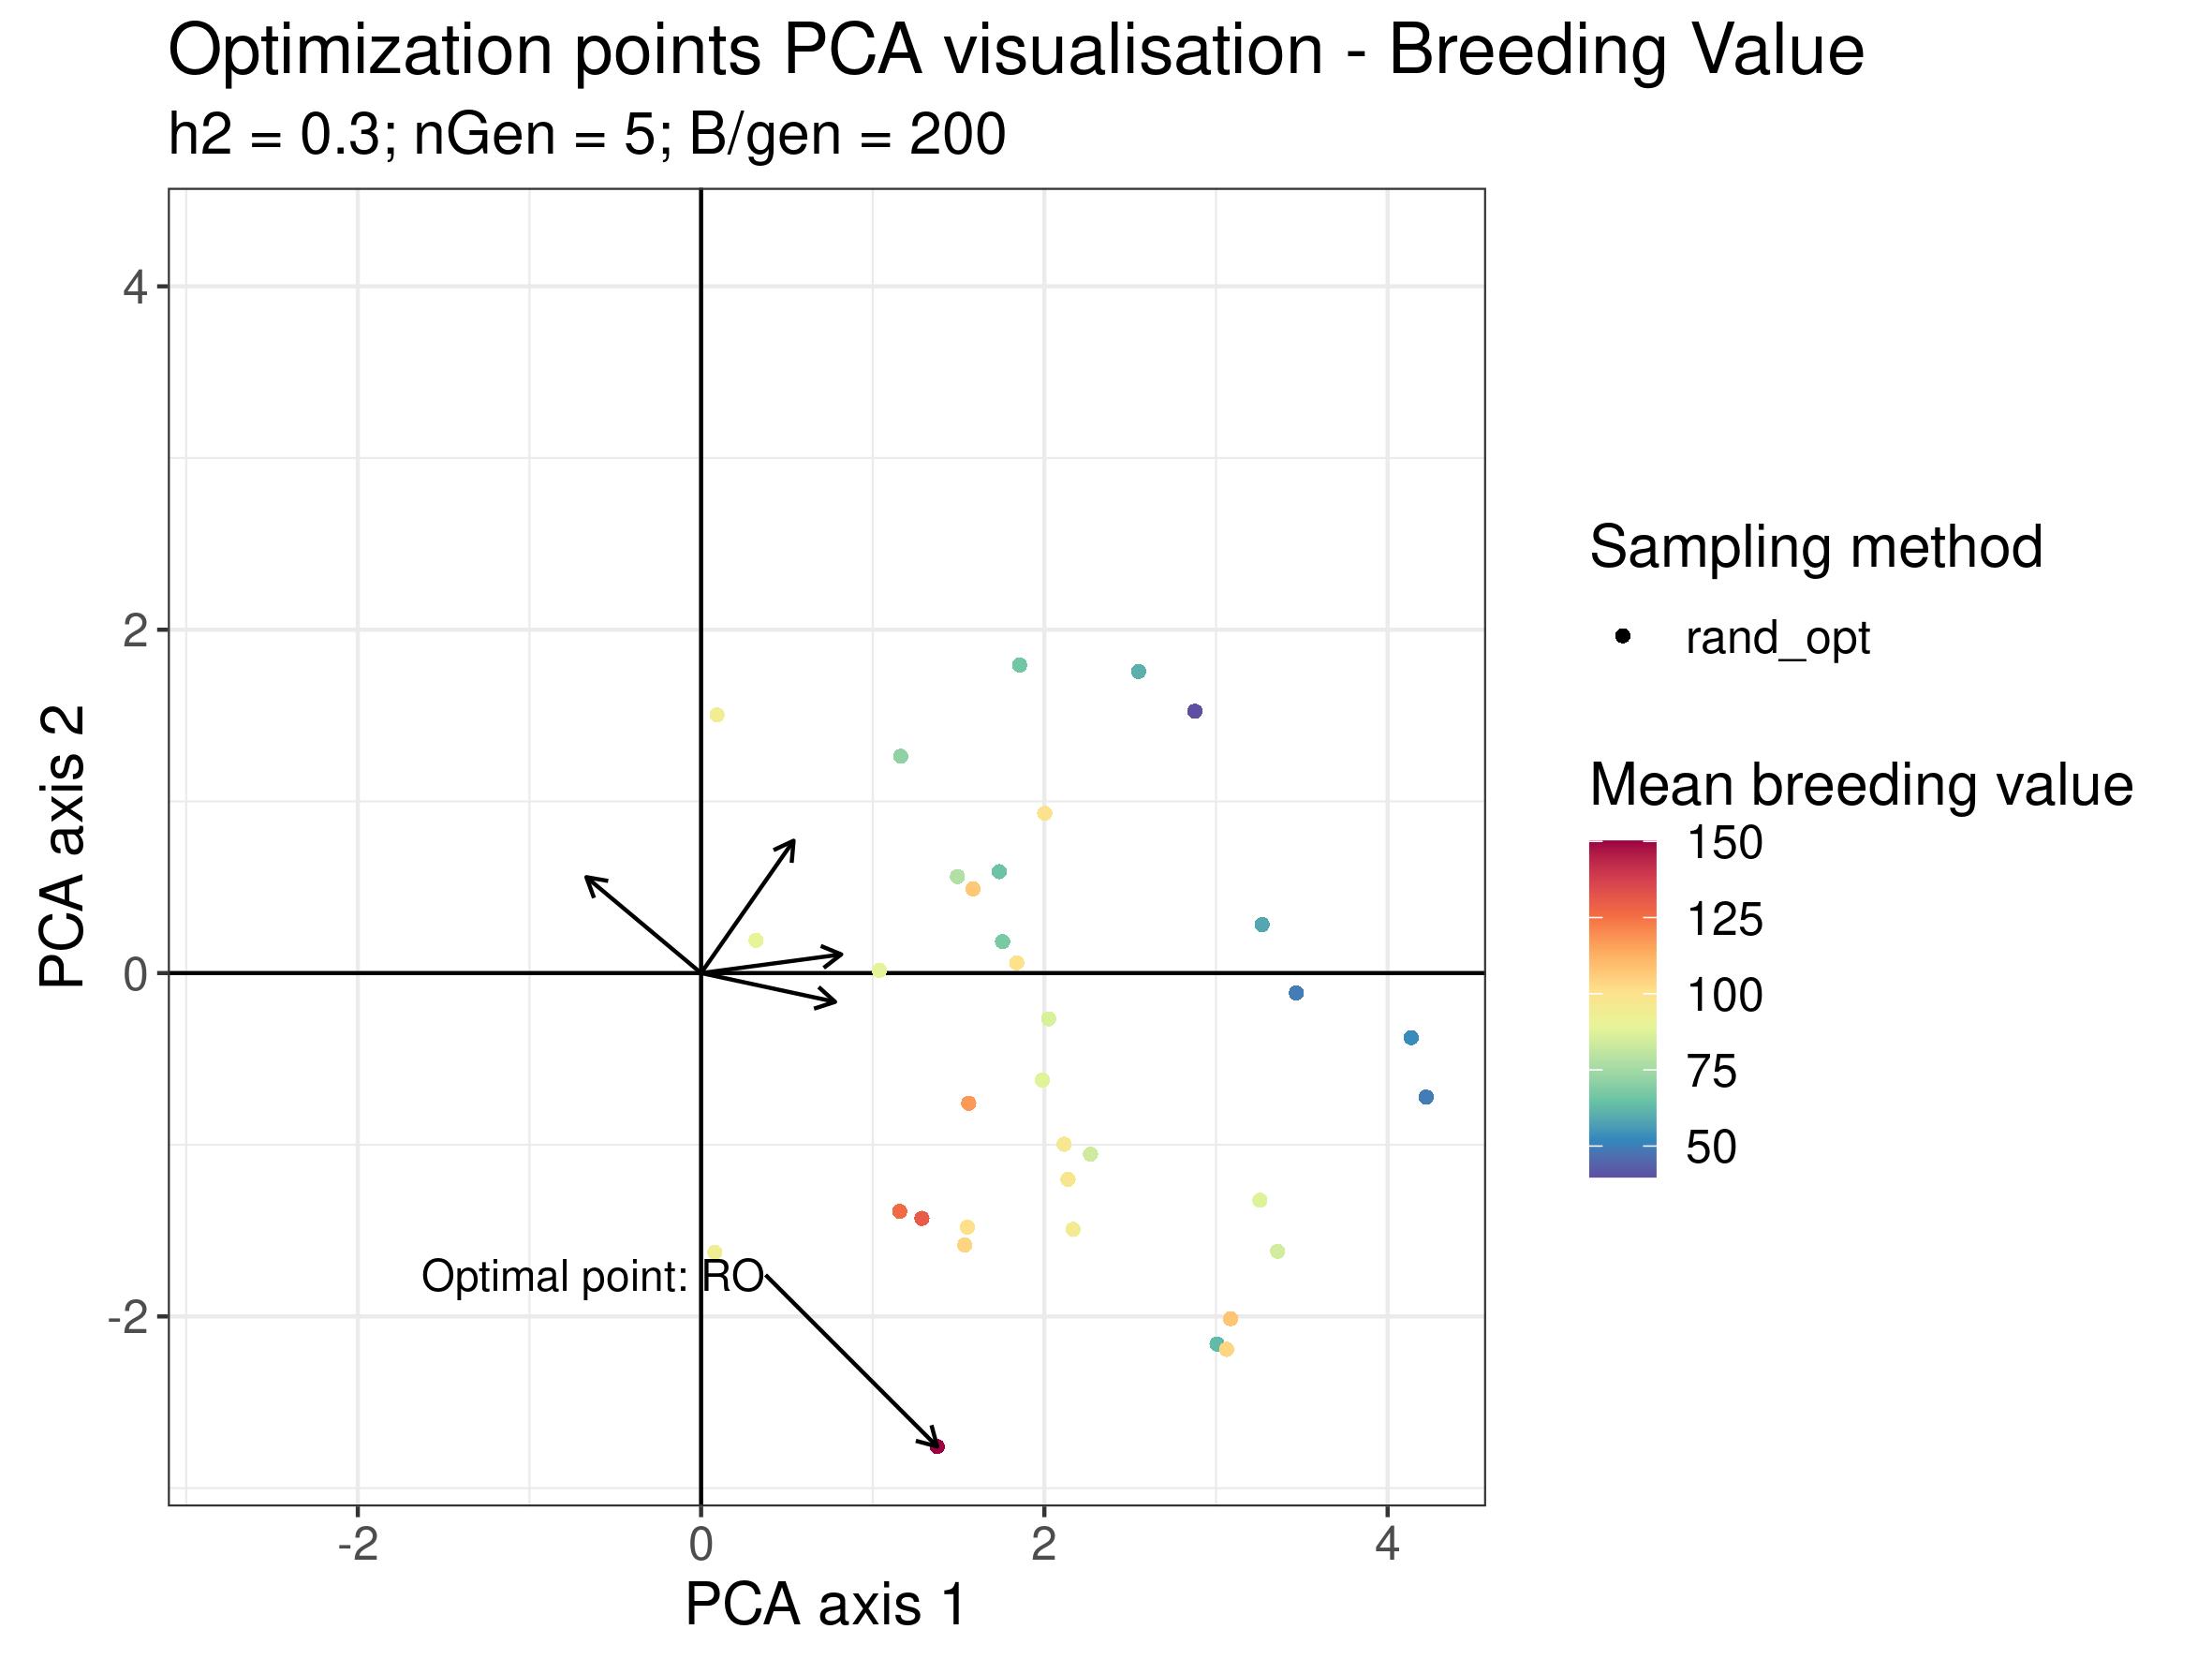 Optimization points PCA visualisation - Breeding Value
h2 = 0.3; nGen = 5; B/gen = 200
4
2
0
-2
PCA axis 2
Optimal point: RO
-2
0
2
4
PCA axis 1
Sampling method
rand_opt
Mean breeding value
150
125
100
75
50